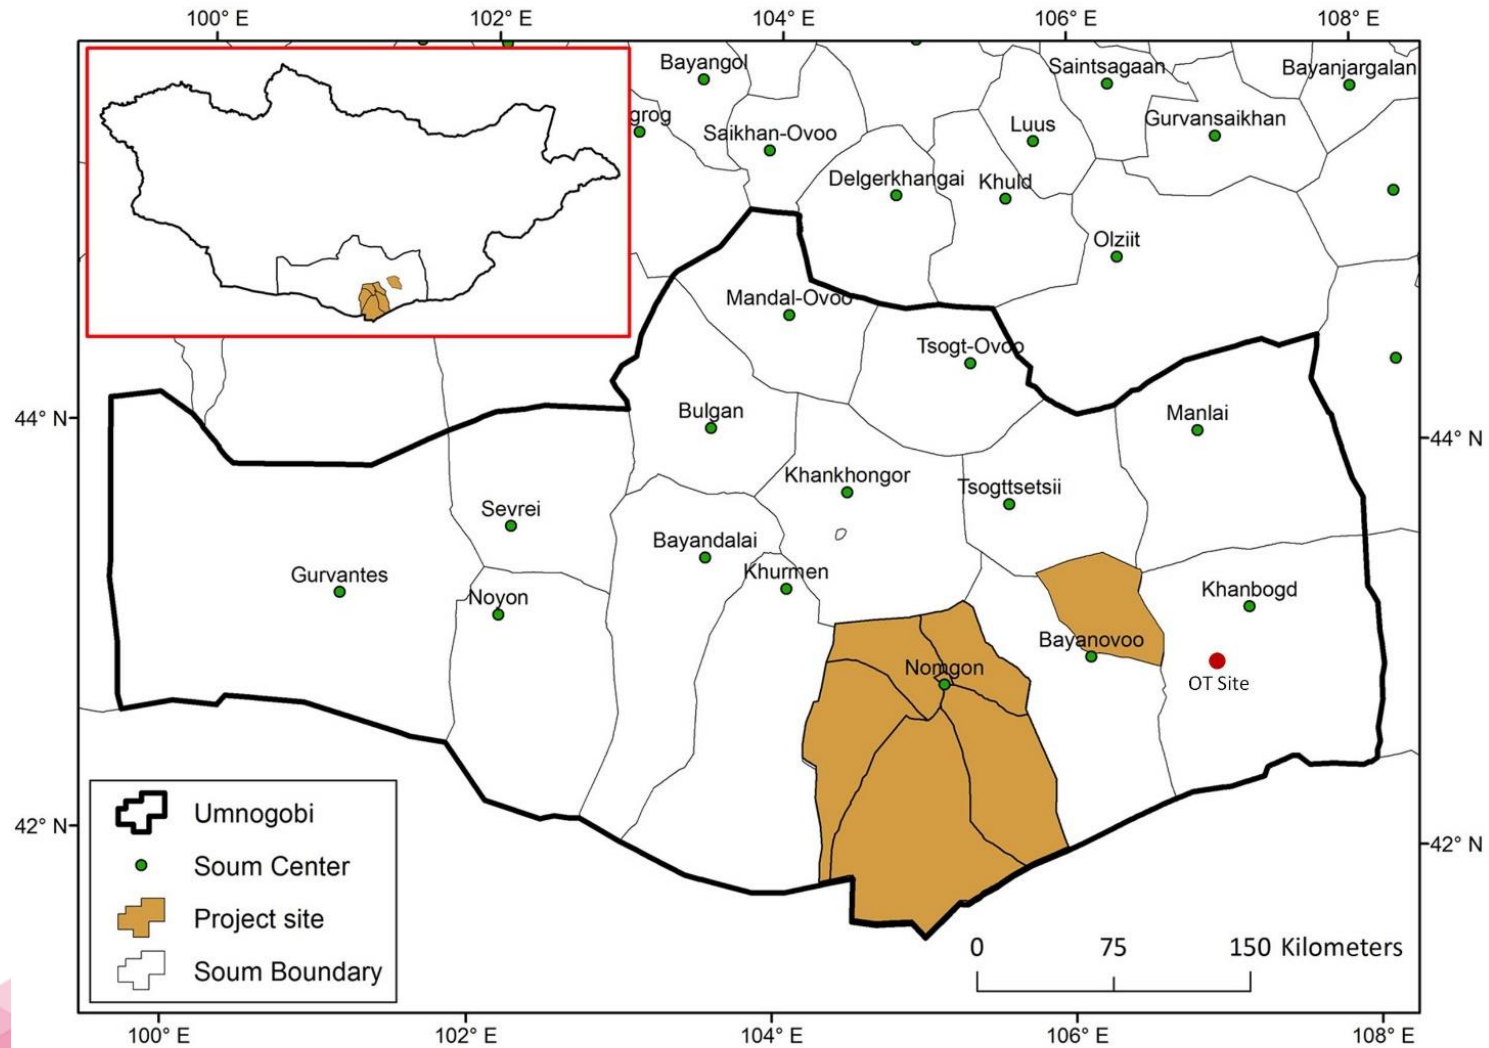 100° E
102° E
104° E
106° E
108° E
Bayangol
Saintsagaan
Bayanjargalan
grog
Saikhan-Ovoo
Luus
Gurvansaikhan
Delgerkhangai
Khuld
Olziit
Mandal-Ovoo
Tsogt-Ovoo
44° N
Bulgan
Manlai
44° N
Khankhongor
Tsogttsetsii
Sevrei
Bayandalai
Khurmen
Gurvantes
Noyon
Khanbogd
Bayanovoo
Nomgon
OT Site
Umnogobi
42° N
42° N
Soum Center
Project site
Soum Boundary
0
75
150 Kilometers
100° E
102° E
104° E
106° E
108° E